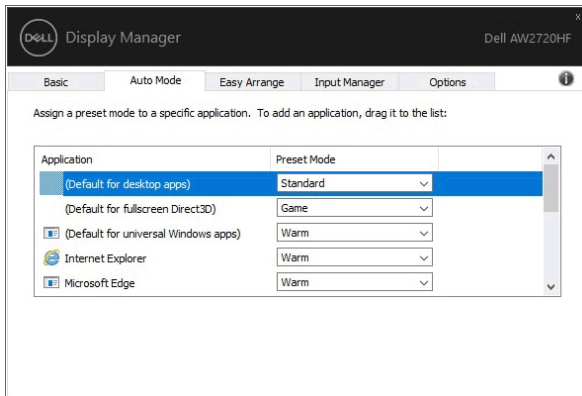 DELL Display Manager Dell AW2720HF
Basic Auto Mode Easy Arrange Input Manager Options
Assign a preset mode to a specific application. To add an application, drag it to the list:
Application Preset Mode
(Default for desktop apps) Standard
(Default for fullscreen Direct3D) Game
(Default for universal Windows apps) Warm
Internet Explorer Warm
Microsoft Edge Warm